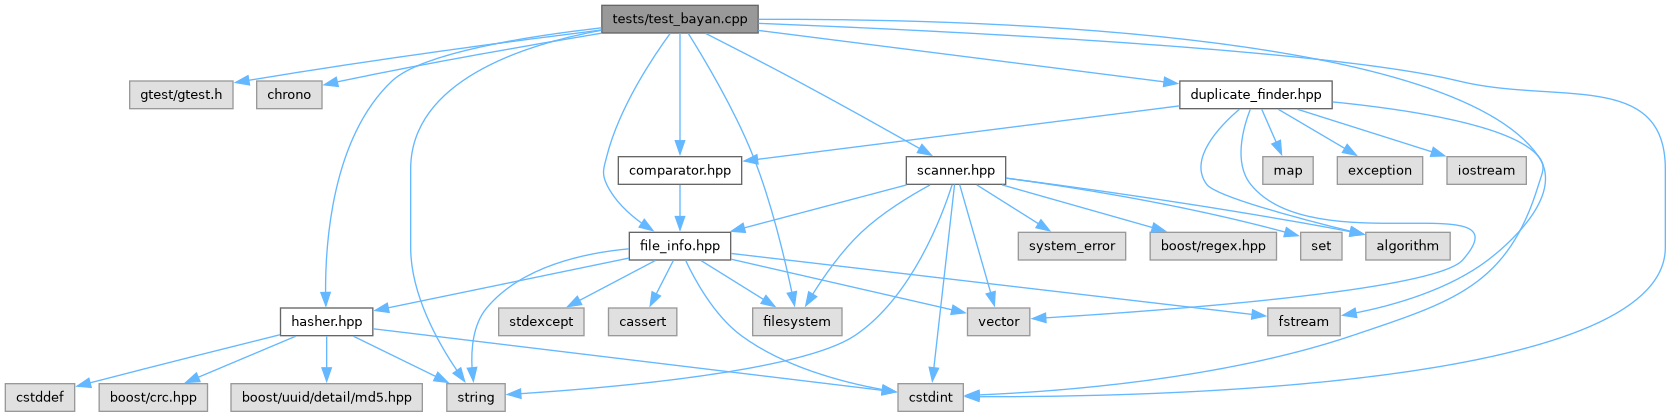 tests/test_bayan.cpp
gtest/gtest.h
chrono
duplicate_finder.hpp
comparator.hpp
scanner.hpp
map
exception
iostream
file_info.hpp
system_error
boost/regex.hpp
set
algorithm
hasher.hpp
stdexcept
cassert
filesystem
vector
fstream
cstddef
boost/crc.hpp
boost/uuid/detail/md5.hpp
string
cstdint